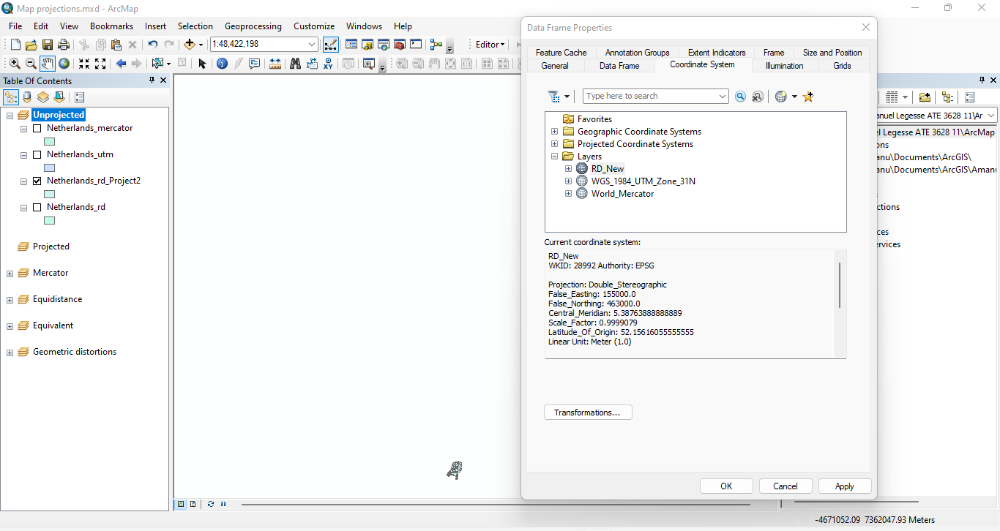 Map projections.mxd - ArcMap
File Edit View Bookmarks Insert Selection Geoprocessing Customize Windows Help
1:48,422,198
Editor
Table Of Contents
Unprojected
Netherlands_mercator
Netherlands_utm
Netherlands_rd_Project2
Netherlands_rd
Projected
Mercator
Equidistance
Equivalent
Geometric distortions
Data Frame Properties
Feature Cache Annotation Groups Extent Indicators Frame Size and Position
General Data Frame Coordinate System Illumination Grids
Type here to search
Favorites
Geographic Coordinate Systems
Projected Coordinate Systems
Layers
RD_New
WGS_1984_UTM_Zone_31N
World_Mercator
Current coordinate system:
RD_New
WKID: 28992 Authority: EPSG
Projection: Double_Stereographic
False_Easting: 155000.0
False_Northing: 463000.0
Central_Meridian: 5.38763888888889
Scale_Factor: 0.9999079
Latitude_Of_Origin: 52.15616055555555
Linear Unit: Meter (1.0)
Transformations...
OK Cancel Apply
anuel Legesse ATE 3628 11\Ar
el Legesse ATE 3628 11\ArcMap
ons
anu\Documents\ArcGIS\
anu\Documents\ArcGIS\Aman
ctions
ces
ervices
-4671052.09 7362047.93 Meters